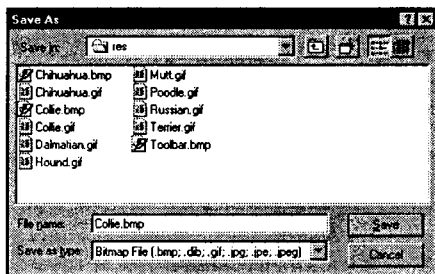 Save As
Save in: res
Chihuahua.bmp
Chihuahua.gif
Collie.bmp
Collie.gif
Dalmatian.gif
Hound.gif
Mutt.gif
Poodle.gif
Russian.gif
Terrier.gif
Toolbar.bmp
File name: Collie.bmp
Save
Save as type: Bitmap File (.bmp; .dib; .gif; .jpg; .jpe; .jpeg)
Cancel